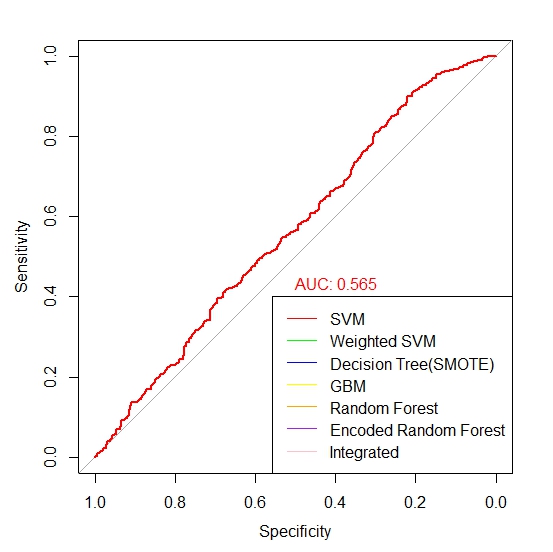 1.0
0.8
0.6
0.4
0.2
0.0
Sensitivity
AUC: 0.565
SVM
Weighted SVM
Decision Tree(SMOTE)
GBM
Random Forest
Encoded Random Forest
Integrated
1.0 0.8 0.6 0.4 0.2 0.0
Specificity